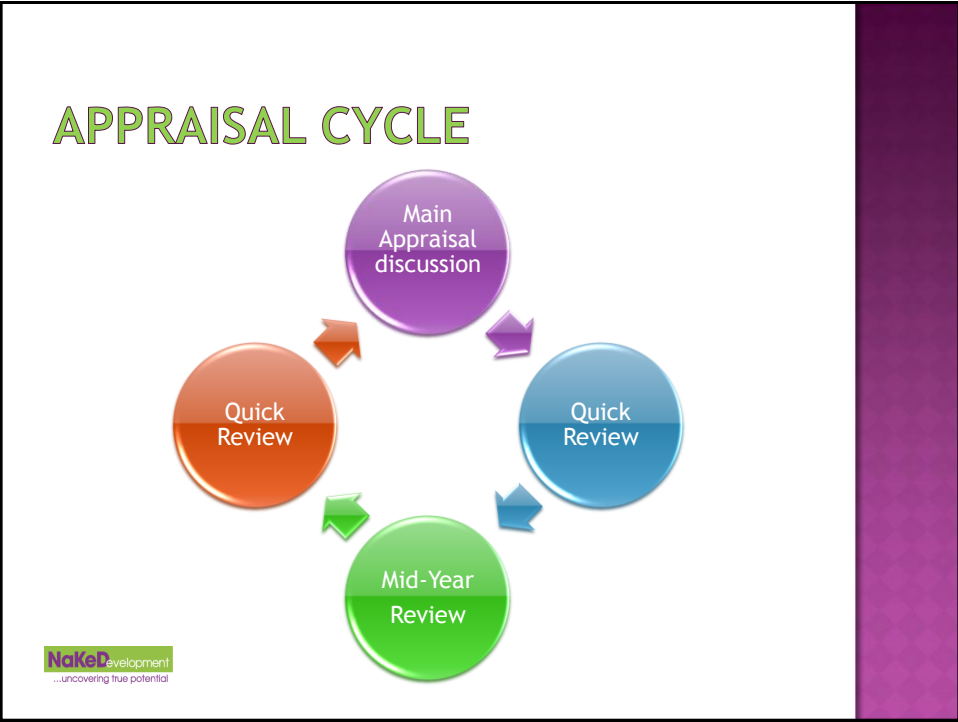 APPRAISAL CYCLE
Main
Appraisal
discussion
Quick
Review
Quick
Review
Mid-Year
Review
NaKeDevelopment
...uncovering true potential